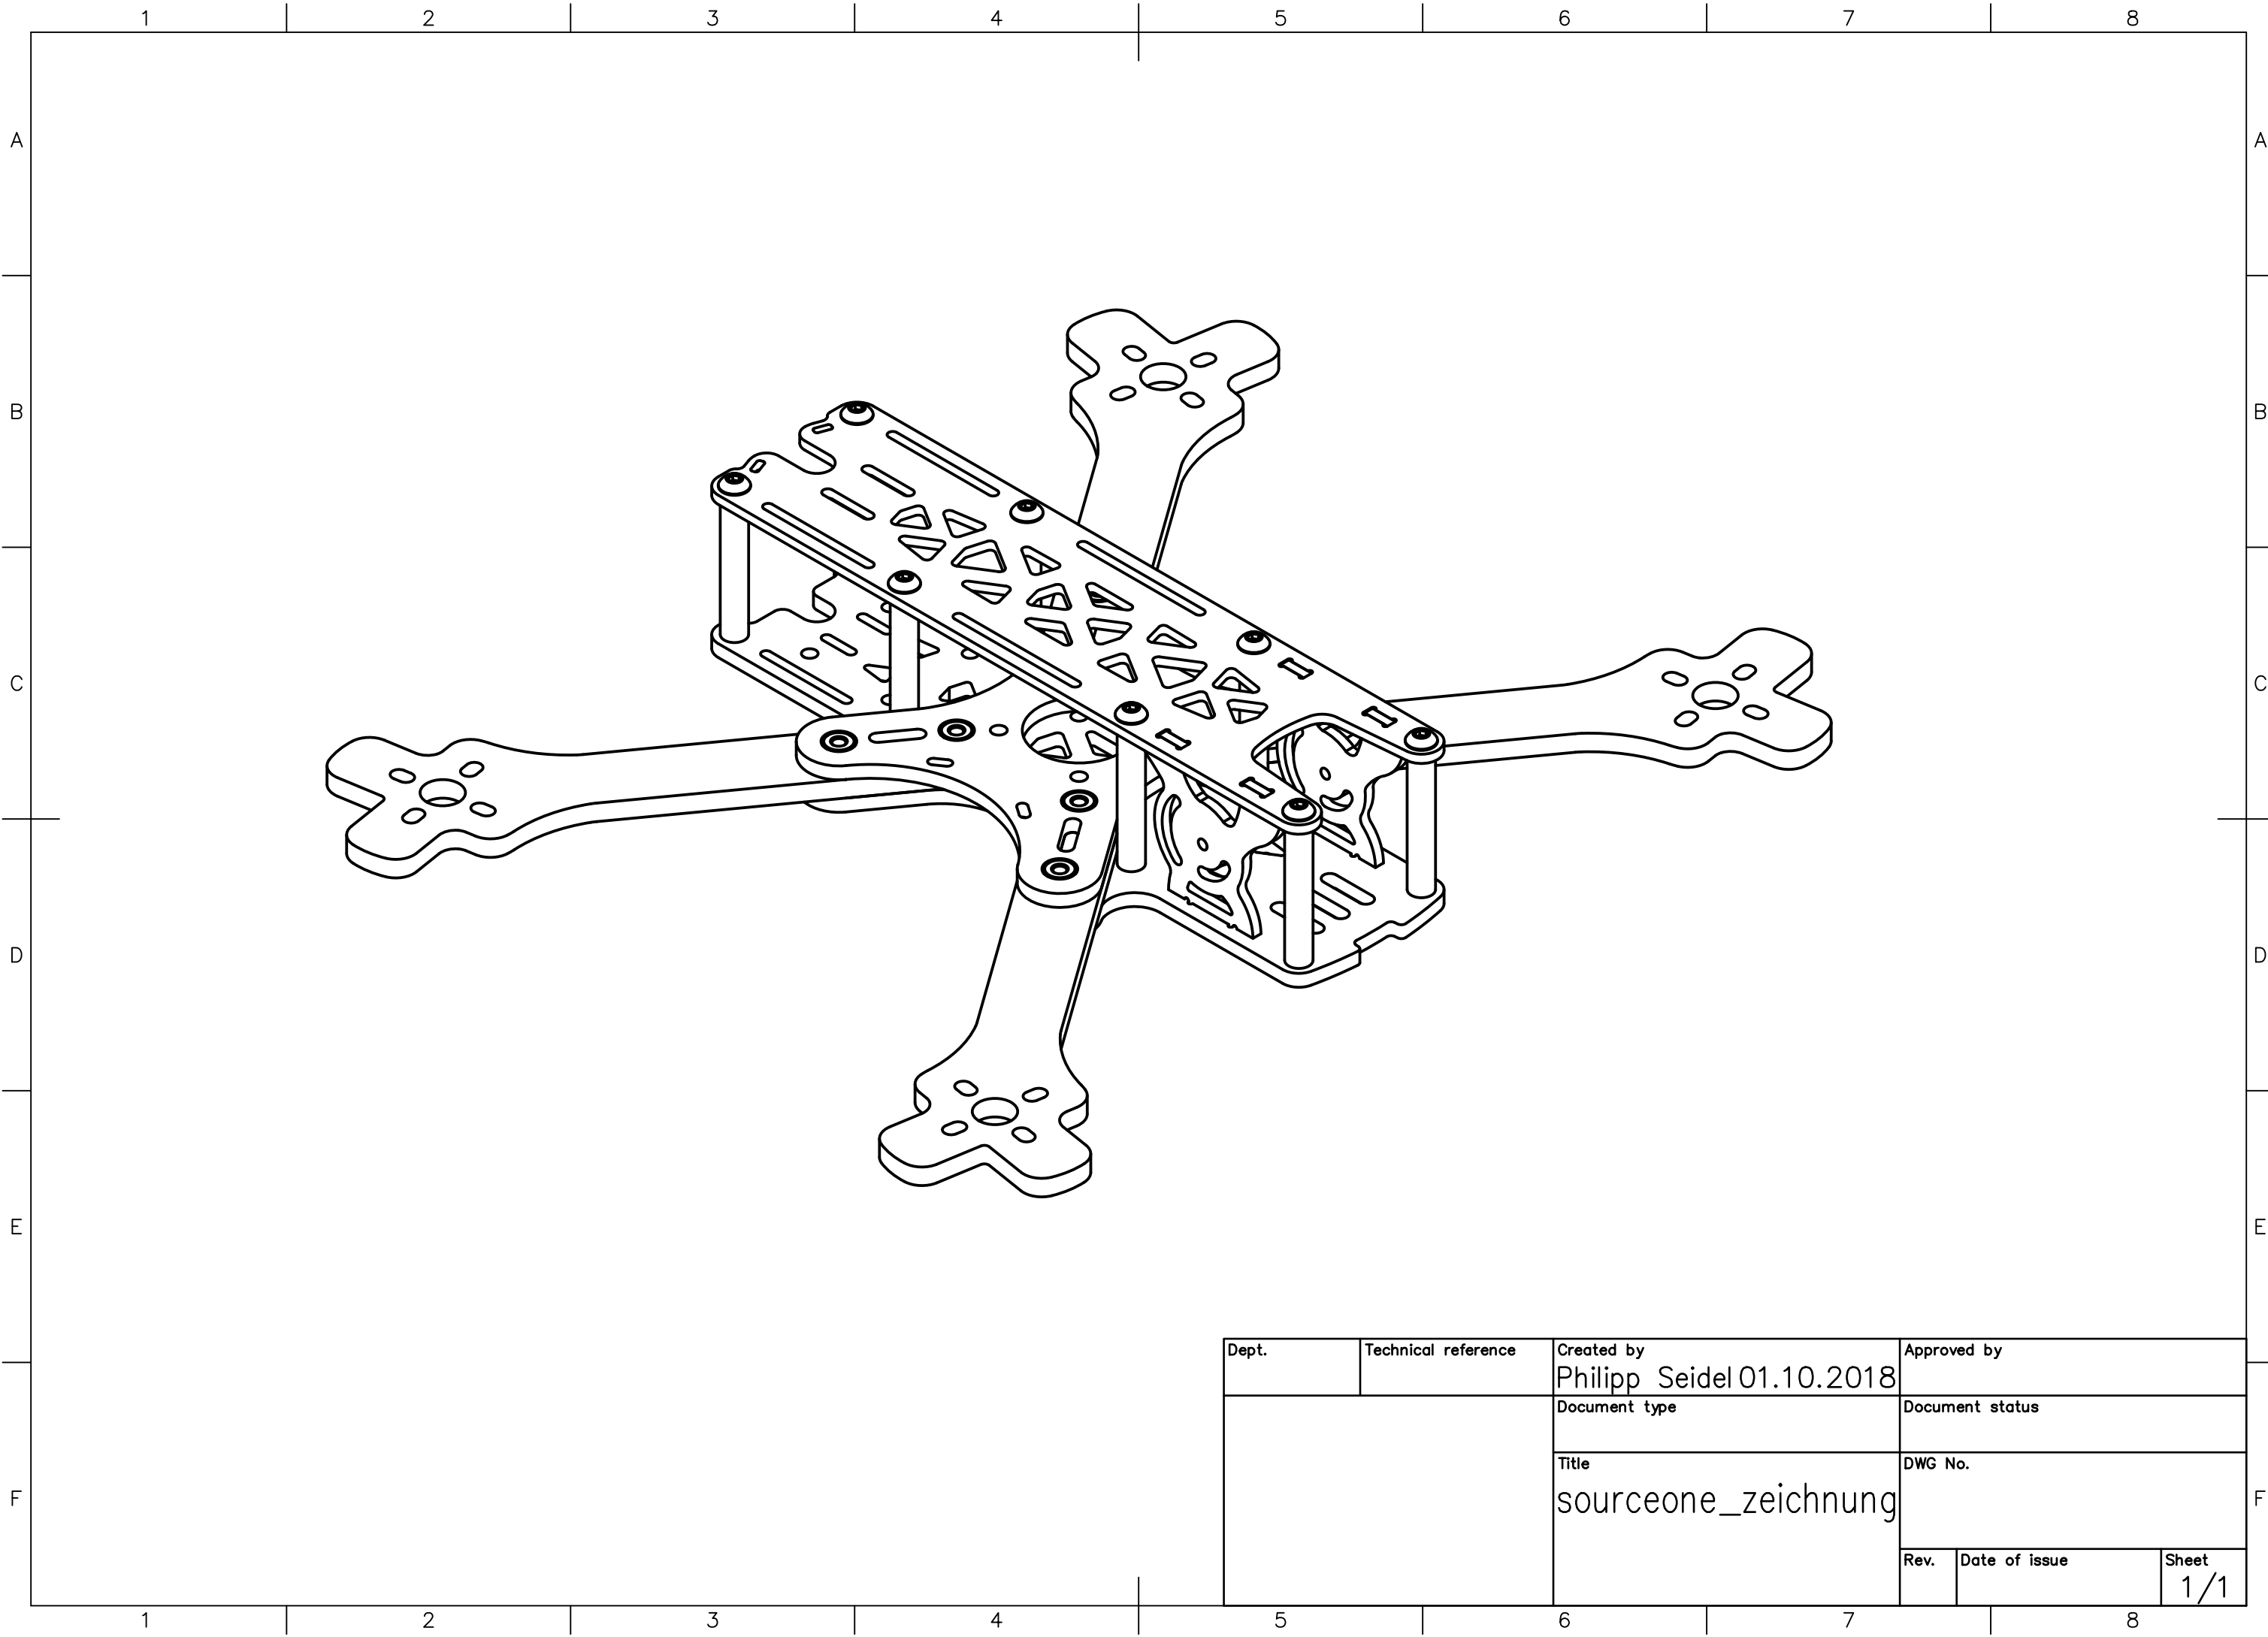 1 2 3 4 5 6 7 8
A A
B B
C C
D D
E E
F F
Dept. Technical reference Created by Approved by
Philipp Seidel 01.10.2018
Document type Document status
Title DWG No.
sourceone_zeichnung
Rev. Date of issue Sheet
1/1
1 2 3 4 5 6 7 8